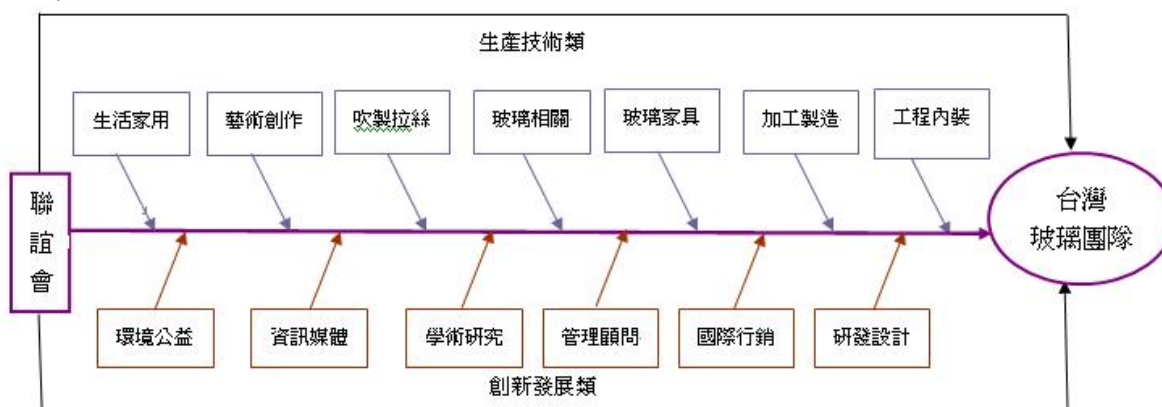 生產技術類
生活家用
藝術創作
吹製拉絲
玻璃相關
玻璃家具
加工製造
工程內裝
聯誼會
台灣
玻璃團隊
環境公益
資訊媒體
學術研究
管理顧問
國際行銷
研發設計
創新發展類